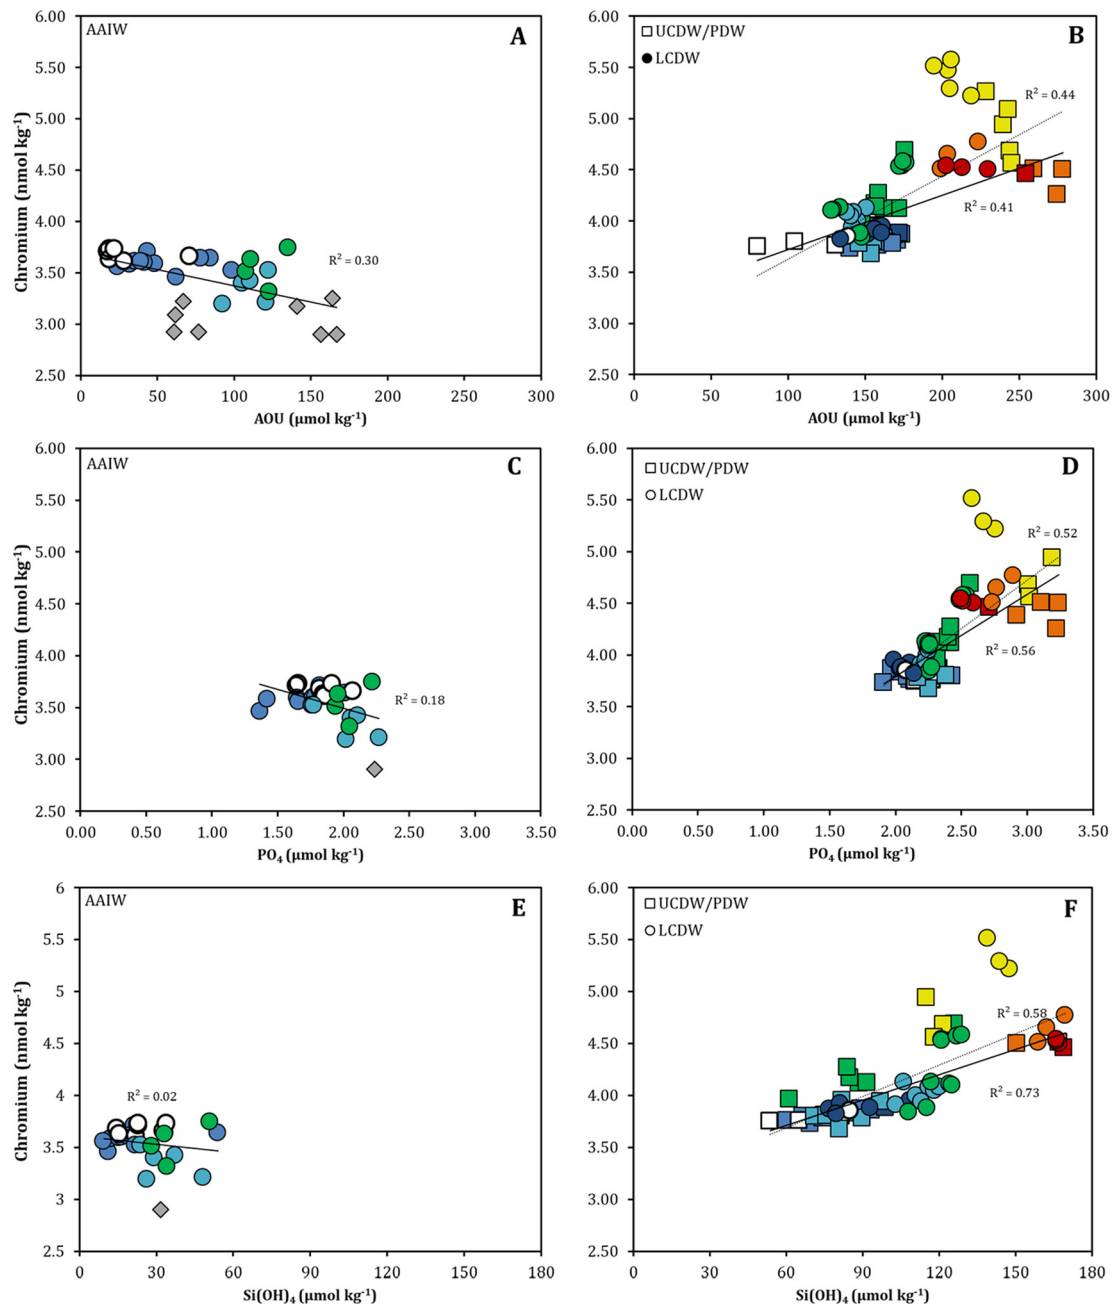 AAIW
A
Chromium (nmol kg-1)
6.00
5.50
5.00
4.50
4.00
3.50
3.00
2.50
R2 = 0.30
0 50 100 150 200 250 300
AOU (µmol kg-1)
UCDW/PDW
LCDW
B
6.00
5.50
5.00
4.50
4.00
3.50
3.00
2.50
R2 = 0.44
R2 = 0.41
0 50 100 150 200 250 300
AOU (µmol kg-1)
AAIW
C
Chromium (nmol kg-1)
6.00
5.50
5.00
4.50
4.00
3.50
3.00
2.50
R2 = 0.18
0.00 0.50 1.00 1.50 2.00 2.50 3.00 3.50
PO4 (µmol kg-1)
UCDW/PDW
LCDW
D
6.00
5.50
5.00
4.50
4.00
3.50
3.00
2.50
R2 = 0.52
R2 = 0.56
0.00 0.50 1.00 1.50 2.00 2.50 3.00 3.50
PO4 (µmol kg-1)
AAIW
E
Chromium (nmol kg-1)
6
5.5
5
4.5
4
3.5
3
2.5
R2 = 0.02
0 30 60 90 120 150 180
Si(OH)4 (µmol kg-1)
UCDW/PDW
LCDW
F
6.00
5.50
5.00
4.50
4.00
3.50
3.00
2.50
R2 = 0.58
R2 = 0.73
0 30 60 90 120 150 180
Si(OH)4 (µmol kg-1)